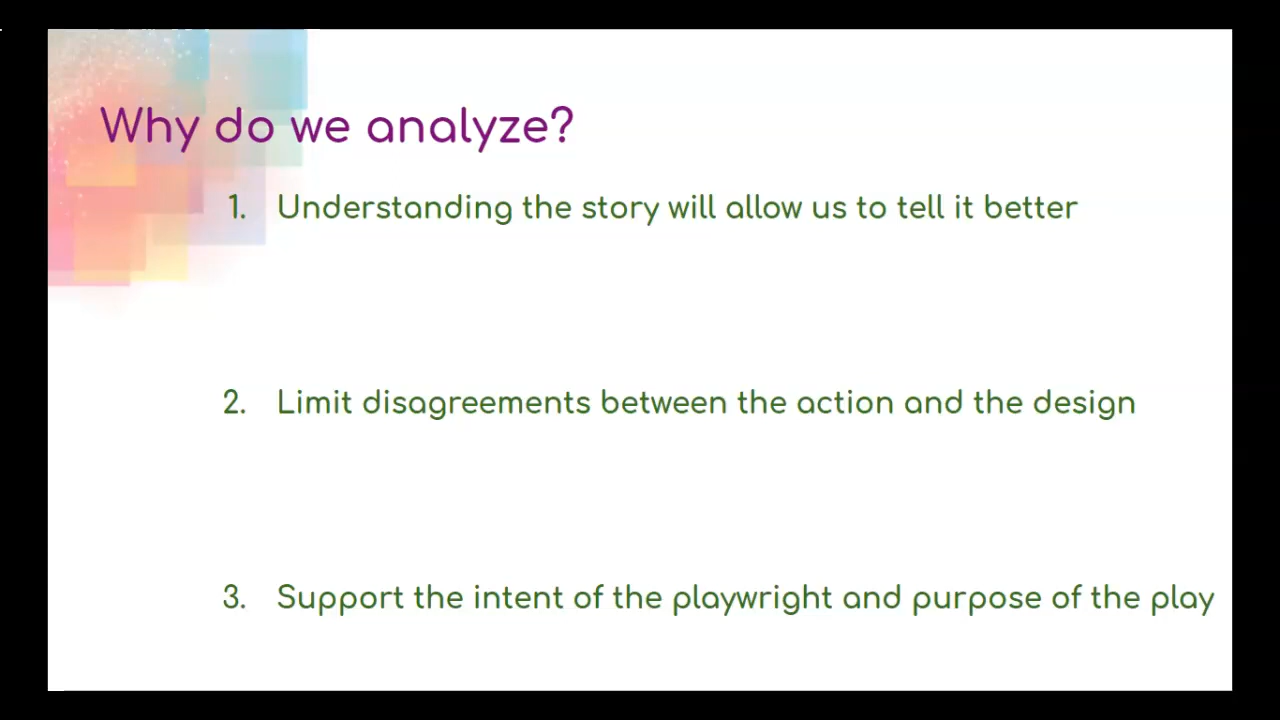 Why do we analyze?
1. Understanding the story will allow us to tell it better
2. Limit disagreements between the action and the design
3. Support the intent of the playwright and purpose of the play